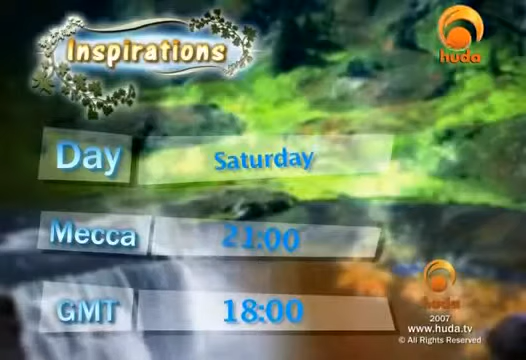 Inspirations
huda
Day
Saturday
Mecca
21:00
GMT
18:00
huda
2007
www.huda.tv
© All Rights Reserved